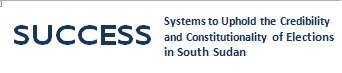 SUCCESS
Systems to Uphold the Credibility
and Constitutionality of Elections
in South Sudan